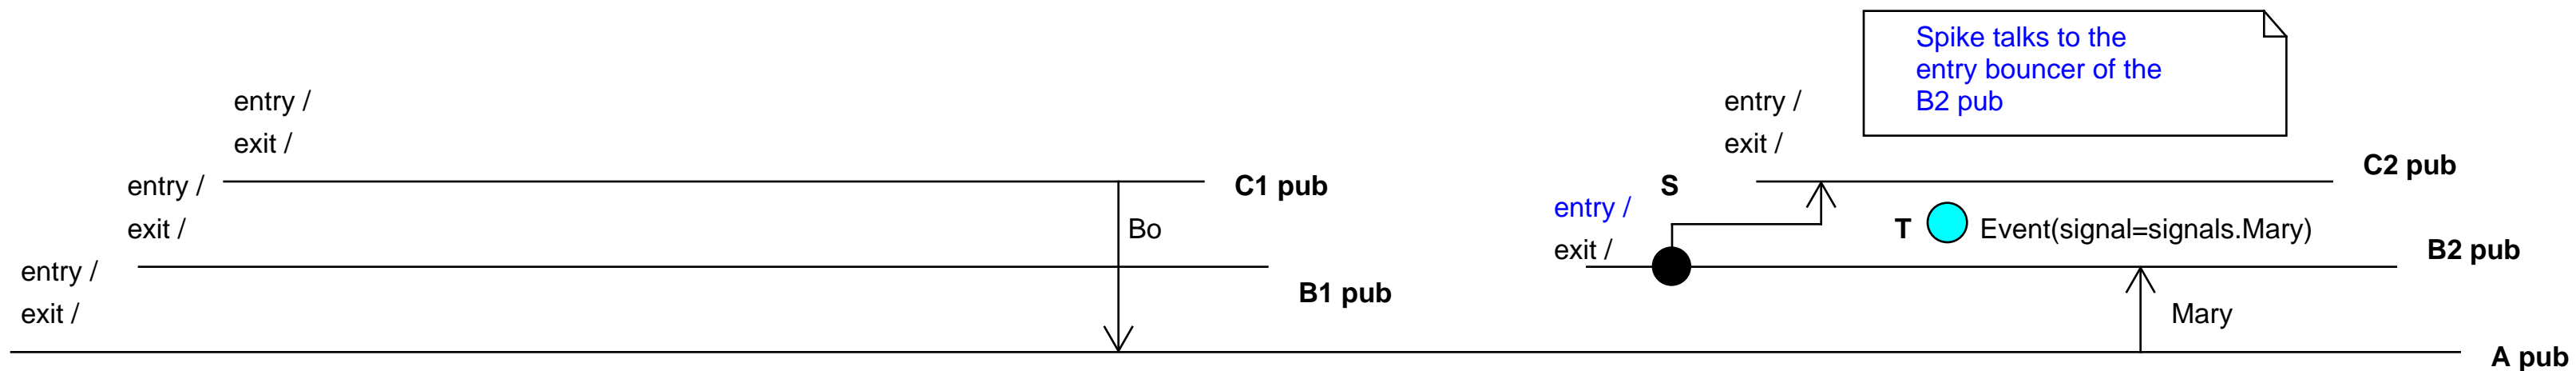 Spike talks to the
entry bouncer of the
B2 pub
entry /
exit /
entry /
exit /
C2 pub
entry /
exit /
C1 pub
S
entry /
exit /
Bo
T
Event(signal=signals.Mary)
B2 pub
entry /
exit /
B1 pub
Mary
A pub